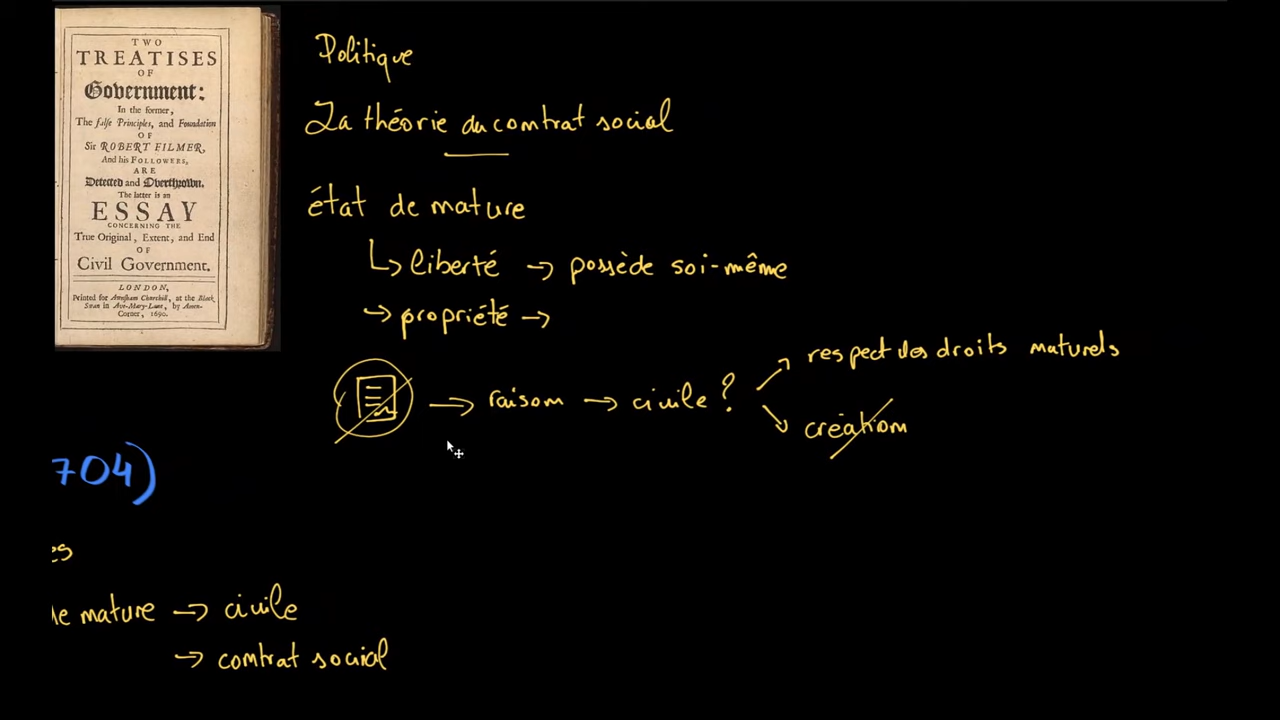 TWO
TREATISES
OF
Government:
In the former,
The false Principles, and Foundation
OF
Sir ROBERT FILMER,
And his FOLLOWERS,
ARE
Detected and Overthrown.
The latter is an
ESSAY
CONCERNING THE
True Original, Extent, and End
OF
Civil Government.
LONDON,
Printed for Awnsham Churchill, at the Black
Swan in Ave-Mary-Lane, by Amen-
Corner, 1690.
Politique
La théorie du contrat social
état de nature
liberté → possède soi-même
→ propriété →
→ raison → civile ?
respect des droits naturels
création
704)
es
de nature → civile
→ contrat social